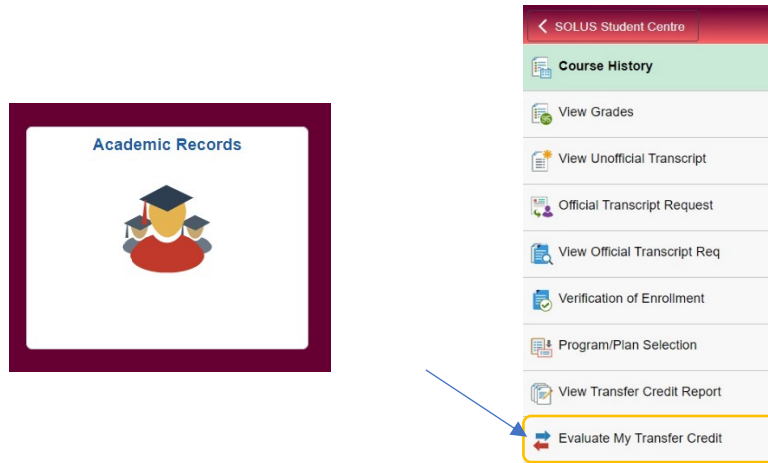 Academic Records
SOLUS Student Centre
Course History
View Grades
View Unofficial Transcript
Official Transcript Request
View Official Transcript Req
Verification of Enrollment
Program/Plan Selection
View Transfer Credit Report
Evaluate My Transfer Credit